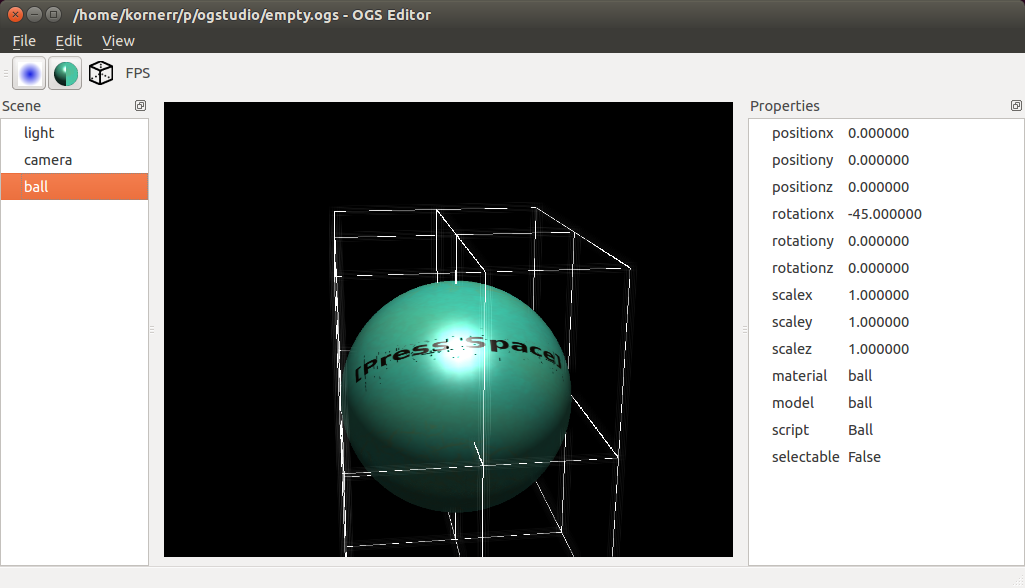 /home/kornerr/p/ogstudio/empty.ogs - OGS Editor
File Edit View
FPS
Scene
light
camera
ball
[Press Space]
Properties
positionx 0.000000
positiony 0.000000
positionz 0.000000
rotationx -45.000000
rotationy 0.000000
rotationz 0.000000
scalex 1.000000
scaley 1.000000
scalez 1.000000
material ball
model ball
script Ball
selectable False